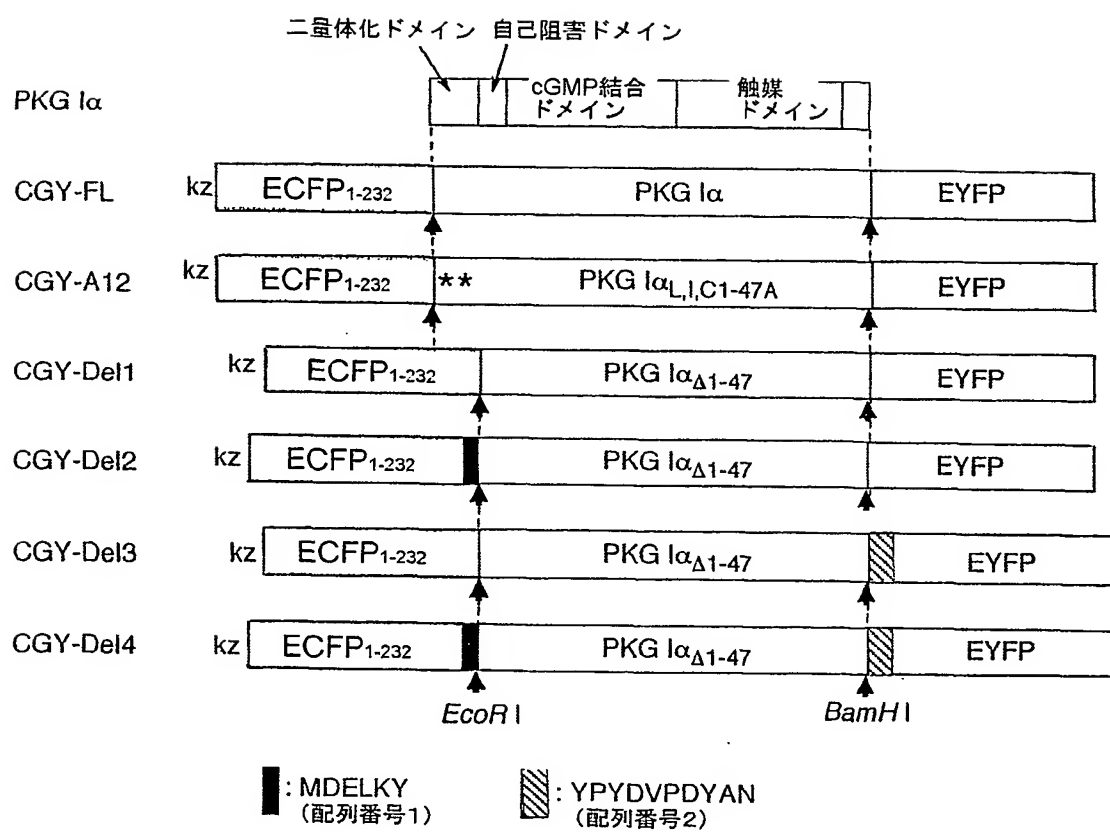 二量体化ドメイン 自己阻害ドメイン
PKG Iα
cGMP結合
ドメイン
触媒
ドメイン
CGY-FL kz ECFP1-232 PKG Iα EYFP
CGY-A12 kz ECFP1-232 ** PKG IαL,I,C1-47A EYFP
CGY-Del1 kz ECFP1-232 PKG IαΔ1-47 EYFP
CGY-Del2 kz ECFP1-232 PKG IαΔ1-47 EYFP
CGY-Del3 kz ECFP1-232 PKG IαΔ1-47 EYFP
CGY-Del4 kz ECFP1-232 PKG IαΔ1-47 EYFP
EcoR I BamH I
: MDELKY
(配列番号1)
: YPYDVPDYAN
(配列番号2)